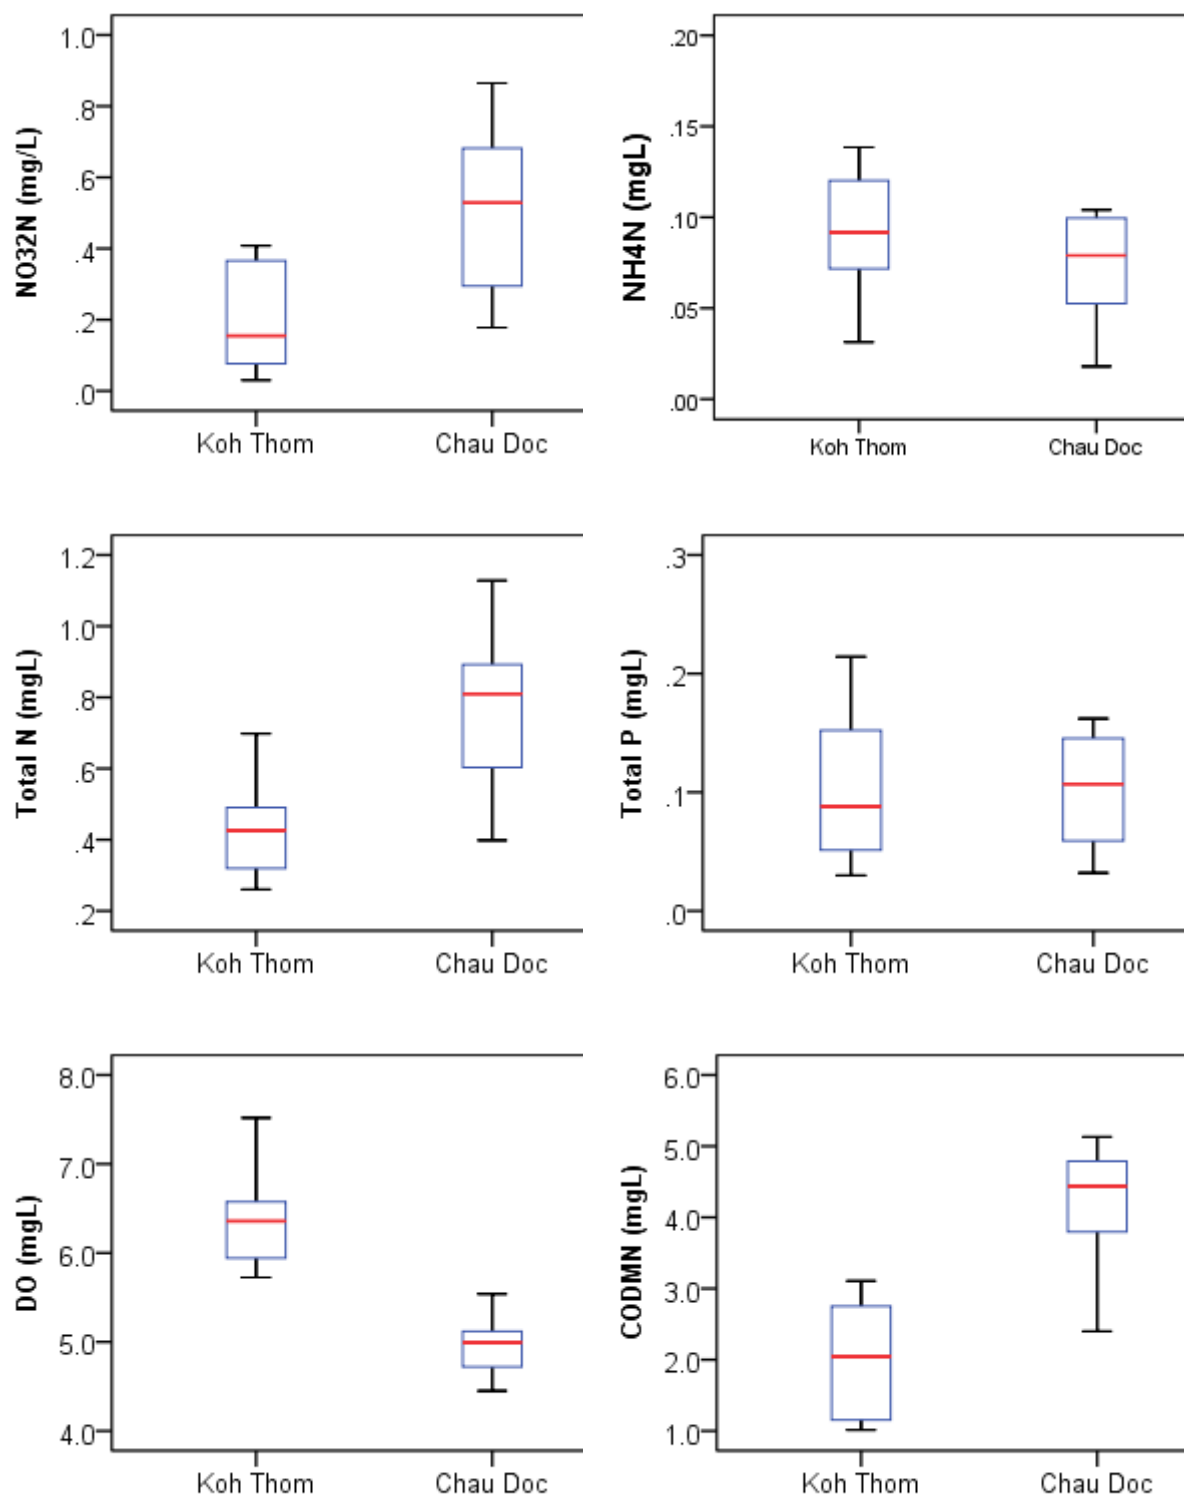 NO32N (mg/L)
1.0
.8
.6
.4
.2
.0
Koh Thom Chau Doc
NH4N (mgL)
.20
.15
.10
.05
.00
Koh Thom Chau Doc
Total N (mgL)
1.2
1.0
.8
.6
.4
.2
Koh Thom Chau Doc
Total P (mgL)
.3
.2
.1
.0
Koh Thom Chau Doc
DO (mgL)
8.0
7.0
6.0
5.0
4.0
Koh Thom Chau Doc
CODMN (mgL)
6.0
5.0
4.0
3.0
2.0
1.0
Koh Thom Chau Doc